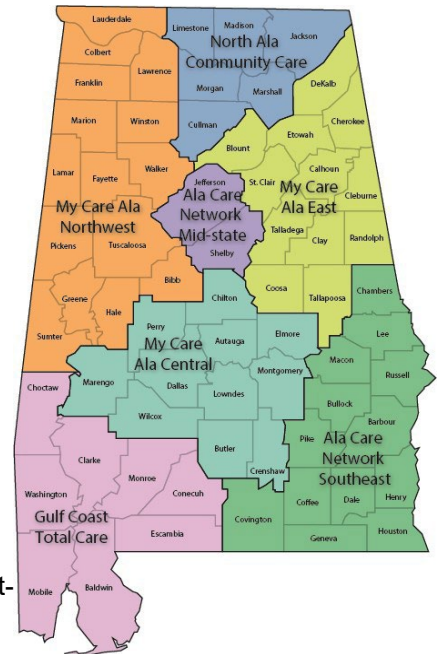 Lauderdale
Limestone
Madison
Jackson
Colbert
North Ala
Community Care
Lawrence
Franklin
Morgan
Marshall
DeKalb
Marion
Winston
Cullman
Cherokee
Blount
Etowah
Walker
Lamar
Fayette
Jefferson
St. Clair
Calhoun
My Care Ala
Northwest
Ala Care
Network
Mid-state
My Care
Ala East
Cleburne
Pickens
Tuscaloosa
Shelby
Talladega
Clay
Randolph
Bibb
Greene
Hale
Coosa
Tallapoosa
Chambers
Chilton
Sumter
Perry
Autauga
Elmore
Lee
My Care
Ala Central
Macon
Choctaw
Marengo
Dallas
Montgomery
Russell
Lowndes
Bullock
Wilcox
Barbour
Pike
Clarke
Butler
Crenshaw
Ala Care
Network
Southeast
Monroe
Washington
Conecuh
Coffee
Dale
Henry
Gulf Coast
Total Care
Covington
Escambia
Geneva
Houston
Mobile
Baldwin
t-